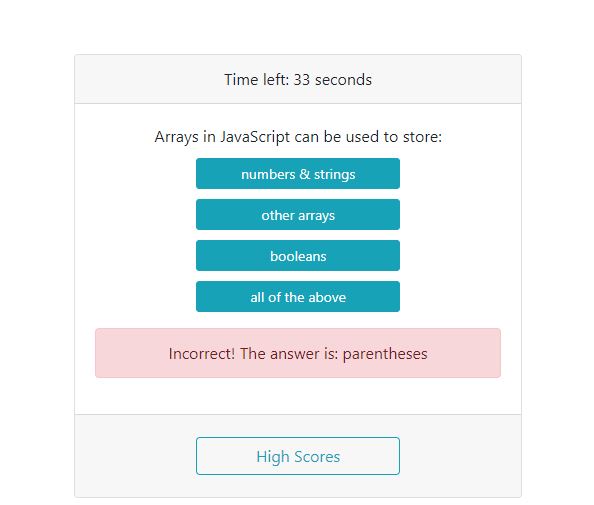 Time left: 33 seconds
Arrays in JavaScript can be used to store:
numbers & strings
other arrays
booleans
all of the above
Incorrect! The answer is: parentheses
High Scores